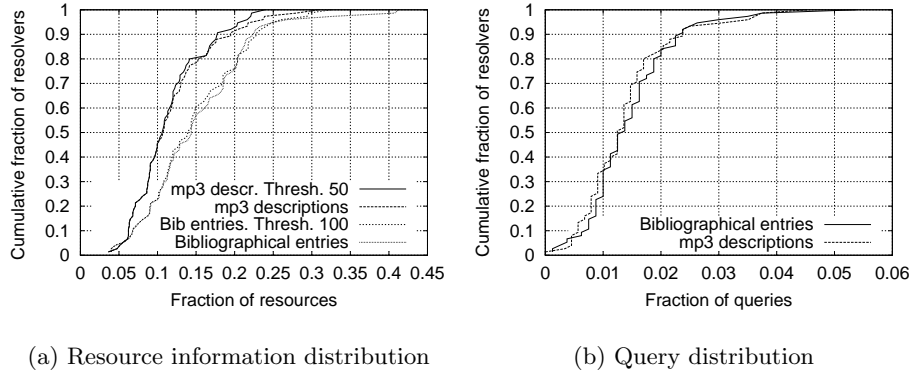 Cumulative fraction of resolvers
1
0.9
0.8
0.7
0.6
0.5
0.4
0.3
0.2
0.1
0
mp3 descr. Thresh. 50
mp3 descriptions
Bib entries. Thresh. 100
Bibliographical entries
0 0.05 0.1 0.15 0.2 0.25 0.3 0.35 0.4 0.45
Fraction of resources
(a) Resource information distribution
Cumulative fraction of resolvers
1
0.9
0.8
0.7
0.6
0.5
0.4
0.3
0.2
0.1
0
Bibliographical entries
mp3 descriptions
0 0.01 0.02 0.03 0.04 0.05 0.06
Fraction of queries
(b) Query distribution